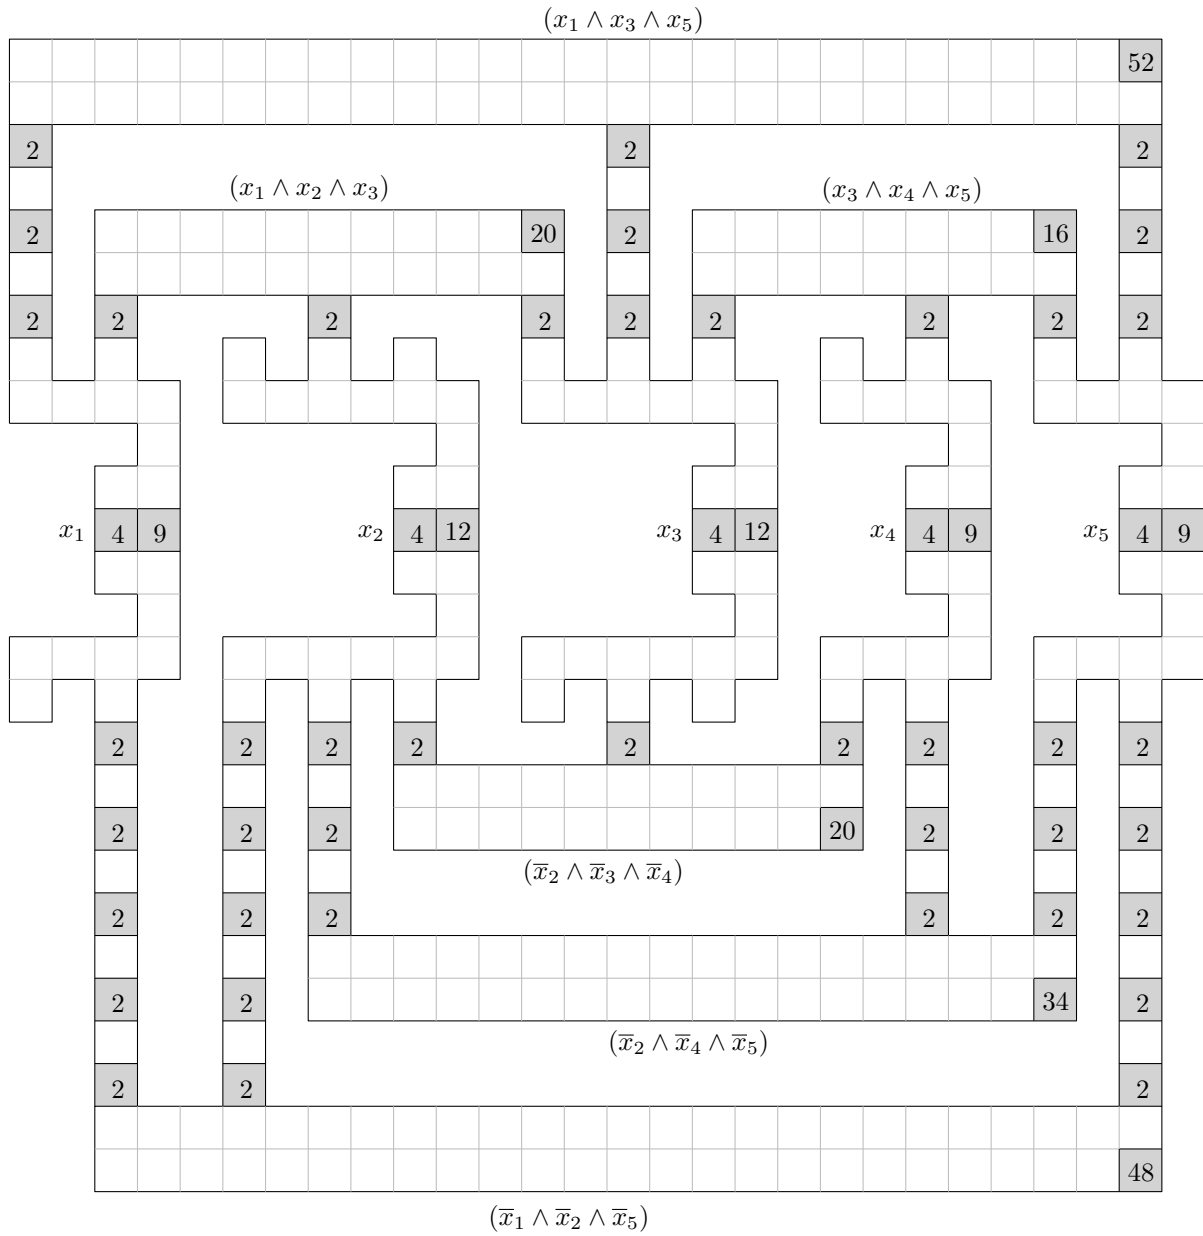 (x₁ ∧ x₃ ∧ x₅)
52
2 2 2
(x₁ ∧ x₂ ∧ x₃) (x₃ ∧ x₄ ∧ x₅)
2 20 2 16 2
2 2 2 2 2 2 2 2 2
x₁ 4 9 x₂ 4 12 x₃ 4 12 x₄ 4 9 x₅ 4 9
2 2 2 2 2 2 2 2 2
2 2 2 20 2 2 2
(x̅₂ ∧ x̅₃ ∧ x̅₄)
2 2 2 2 2 2
2 2 34 2
(x̅₂ ∧ x̅₄ ∧ x̅₅)
2 2 2
48
(x̅₁ ∧ x̅₂ ∧ x̅₅)